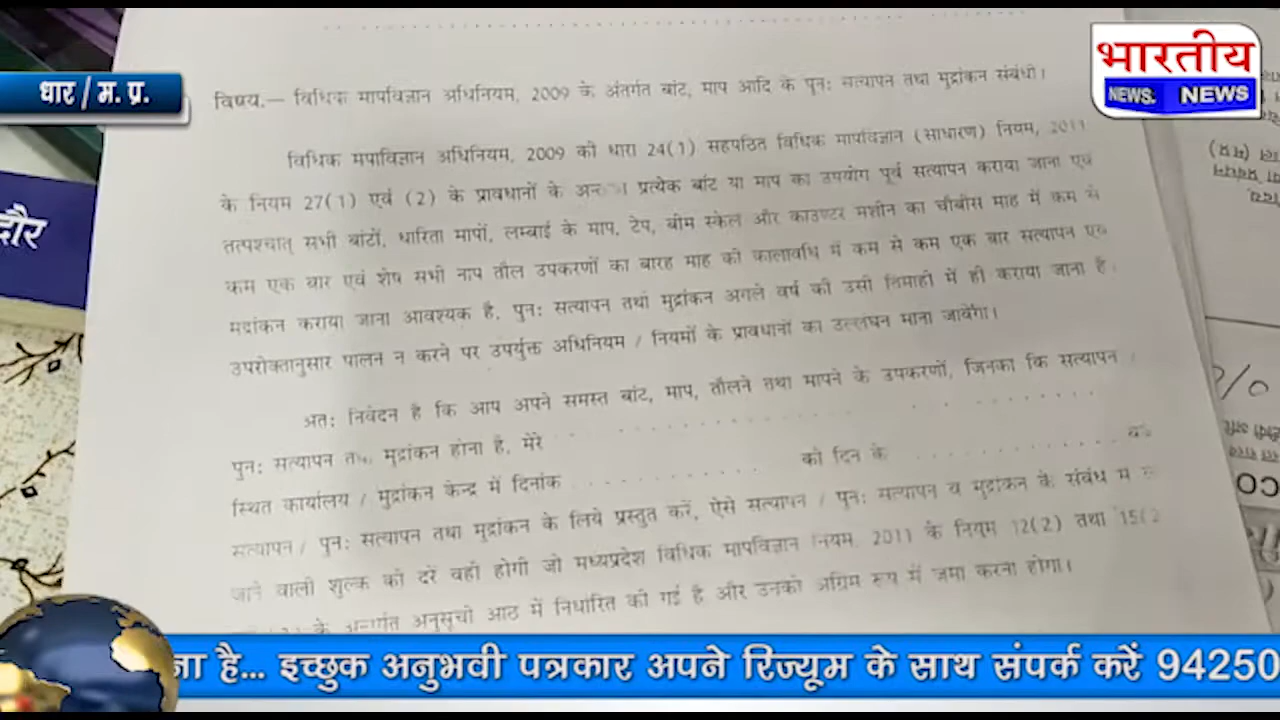 भारतीय
NEWS. NEWS
धार / म. प्र.
विषय.— विधिक मापविज्ञान अधिनियम, 2009 के अंतर्गत बांट, माप आदि के पुनः सत्यापन तथा मुद्रांकन संबंधी।
विधिक मपाविज्ञान अधिनियम, 2009 की धारा 24(1) सहपठित विधिक मापविज्ञान (साधारण) नियम, 2011
के नियम 27(1) एवं (2) के प्रावधानों के प्रत्येक बांट या माप का उपयोग पूर्व सत्यापन कराया जाना एवं
तत्पश्चात् सभी बांटों, धारिता मापों, लम्बाई के माप, टेप, बीम स्केल और काउण्टर मशीन का चौबीस माह में कम से
कम एक बार एवं शेष सभी नाप तौल उपकरणों का बारह माह की कालावधि में कम से कम एक बार सत्यापन एवं
मुद्रांकन कराया जाना आवश्यक है, पुनः सत्यापन तथा मुद्रांकन अगले वर्ष की उसी तिमाही में ही कराया जाना है।
उपरोक्तानुसार पालन न करने पर उपर्युक्त अधिनियम / नियमों के प्रावधानों का उल्लंघन माना जावेंगा।
अतः निवेदन है कि आप अपने समस्त बांट, माप, तौलने तथा मापने के उपकरणों, जिनका कि सत्यापन /
पुनः सत्यापन मुद्रांकन होना है, मेरे
स्थित कार्यालय / मुद्रांकन केन्द्र में दिनांक को दिन के
सत्यापन / पुनः सत्यापन तथा मुद्रांकन के लिये प्रस्तुत करें, ऐसे सत्यापन / पुनः सत्यापन व मुद्रांकन के संबंध में
जाने वाली शुल्क की दरें वहीं होगी जो मध्यप्रदेश विधिक मापविज्ञान नियम, 2011 के नियम 12(2) तथा
के अनुसूची आठ में निर्धारित की गई है और उनको अग्रिम रूप में जमा करना होगा।
ना है... इच्छुक अनुभवी पत्रकार अपने रिज्यूम के साथ संपर्क करें 94250